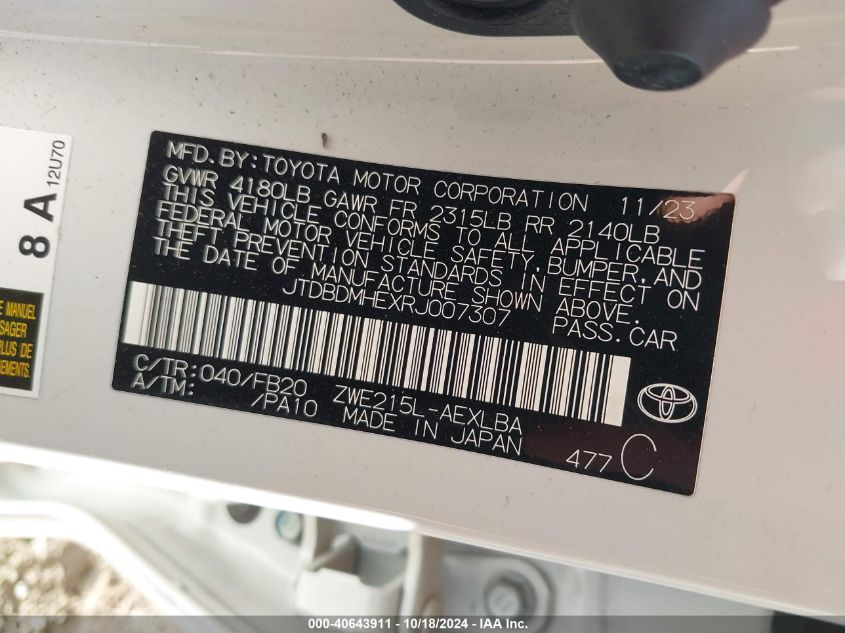 MFD. BY: TOYOTA MOTOR CORPORATION 11/23
GVWR 4180LB GAWR FR 2315LB RR 2140LB
THIS VEHICLE CONFORMS TO ALL APPLICABLE
FEDERAL MOTOR VEHICLE SAFETY, BUMPER, AND
THEFT PREVENTION STANDARDS IN EFFECT ON
THE DATE OF MANUFACTURE SHOWN ABOVE.
JTDBDMHEXRJ007307 PASS. CAR
C/TR: 040/FB20 ZWE215L-AEXLBA
A/TM: /PA10 MADE IN JAPAN
477 C
8 A 12U70
E MANUEL
SAGER
PLUS DE
NEMENTS.
000-40643911 - 10/18/2024 - IAA Inc.